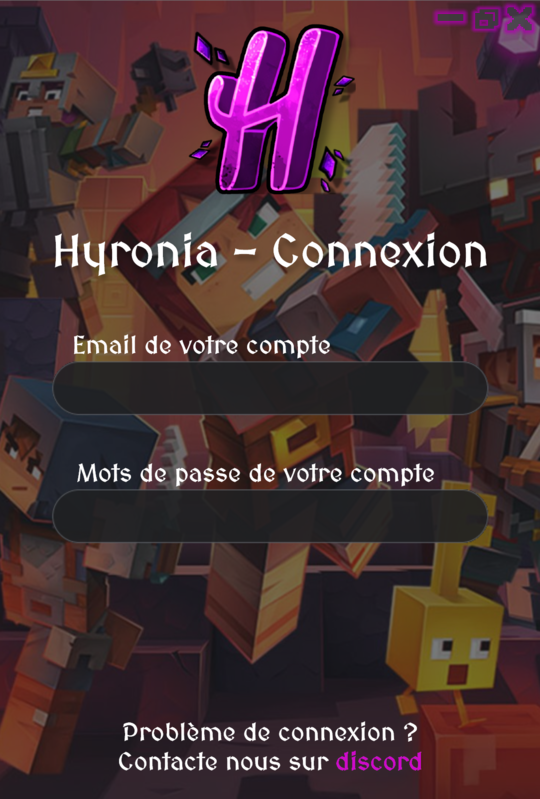 H
Hyronia - Connexion
Email de votre compte
Mots de passe de votre compte
Problème de connexion ?
Contacte nous sur discord